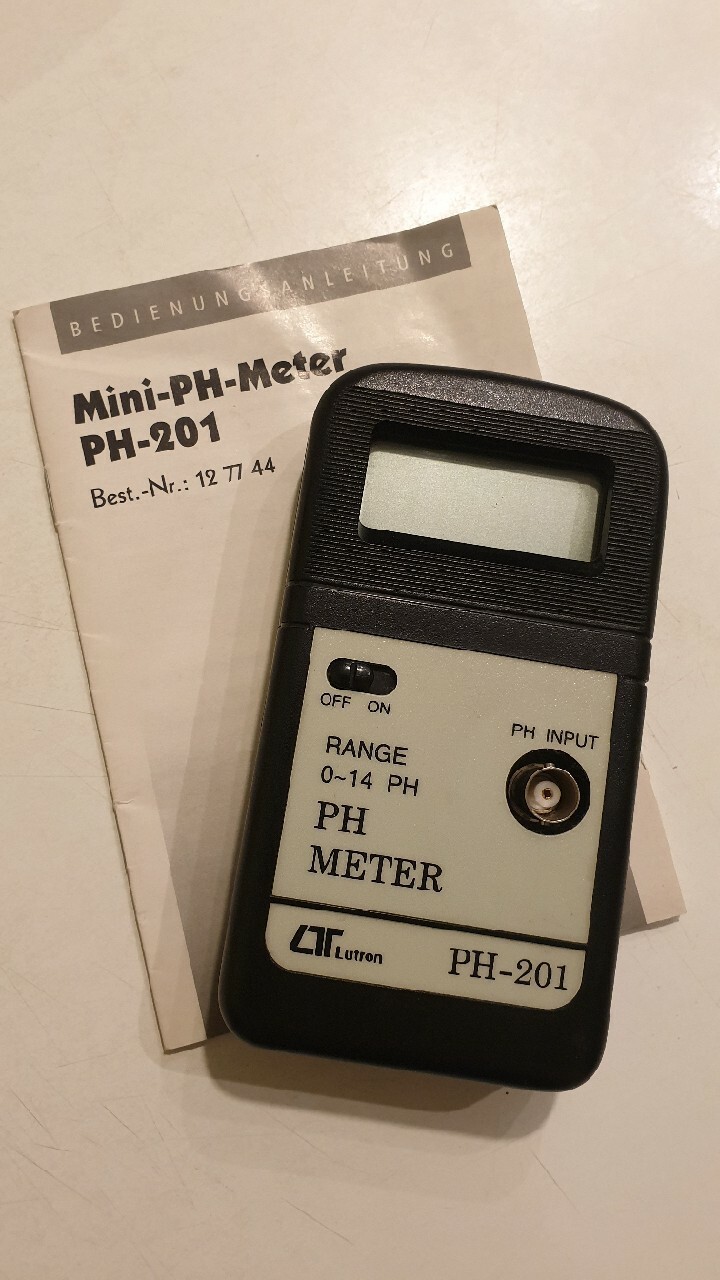 BEDIENUNGSANLEITUNG
Mini-PH-Meter
PH-201
Best.-Nr.: 12 77 44
OFF ON
PH INPUT
RANGE
0~14 PH
PH
METER
Lutron
PH-201